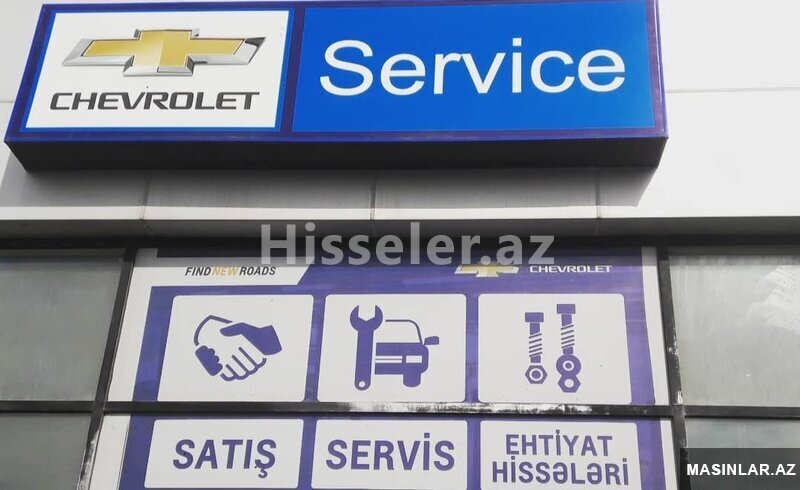 CHEVROLET
Service
Hisseler.az
FIND NEW ROADS
CHEVROLET
SATIŞ
SERVİS
EHTİYAT
HİSSƏLƏRİ
MASINLAR.AZ